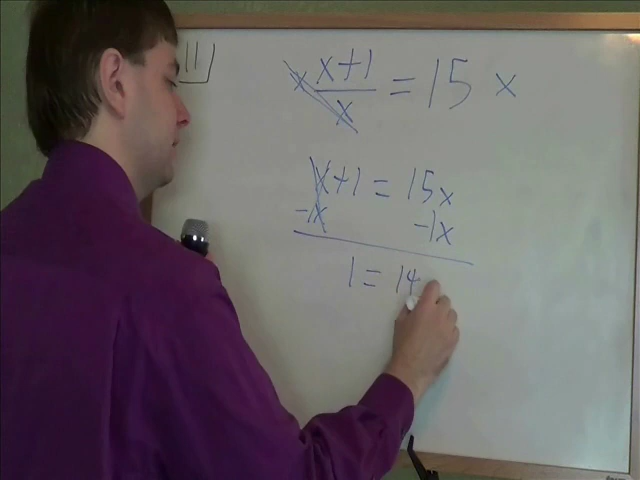 11
x x+1 = 15 x
x
x+1 = 15x
-1x -1x
1 = 14